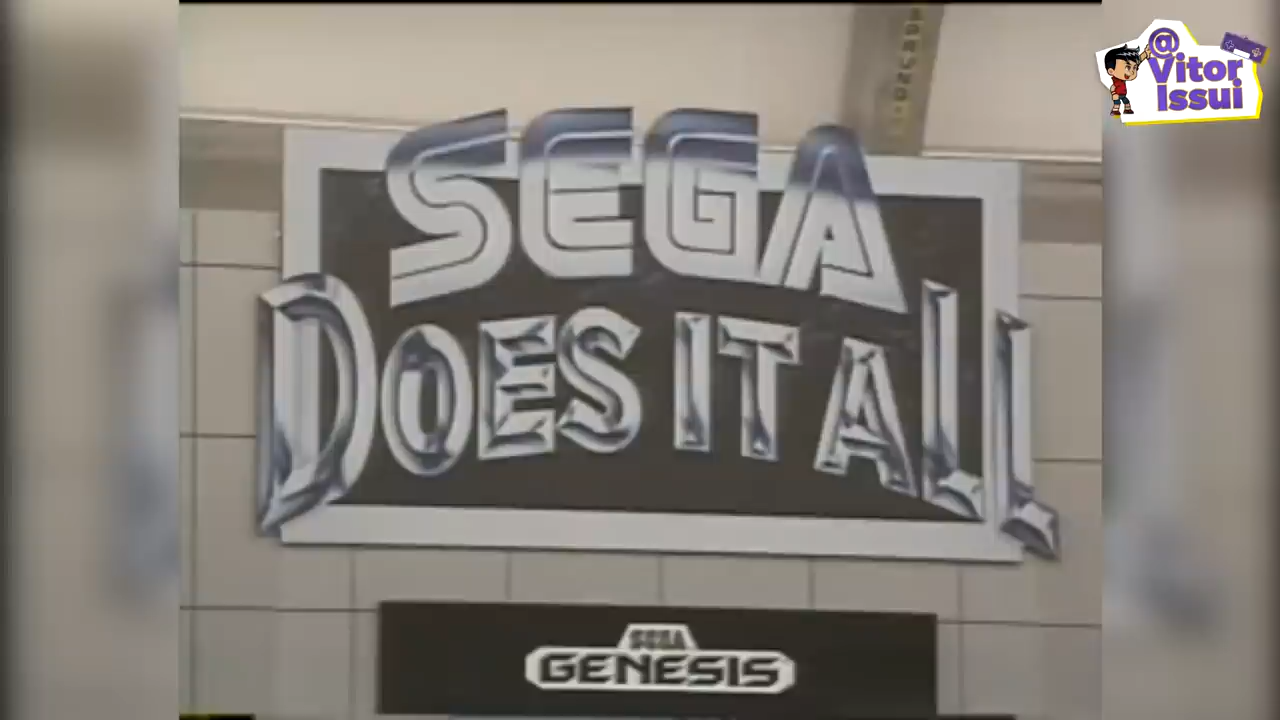 @
Vitor
Issui
SEGA
DOES IT ALL
SEGA
GENESIS